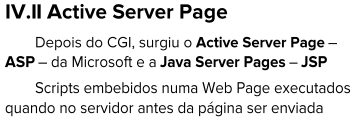 IV.II Active Server Page
Depois do CGI, surgiu o Active Server Page –
ASP – da Microsoft e a Java Server Pages – JSP
Scripts embebidos numa Web Page executados
quando no servidor antes da página ser enviada